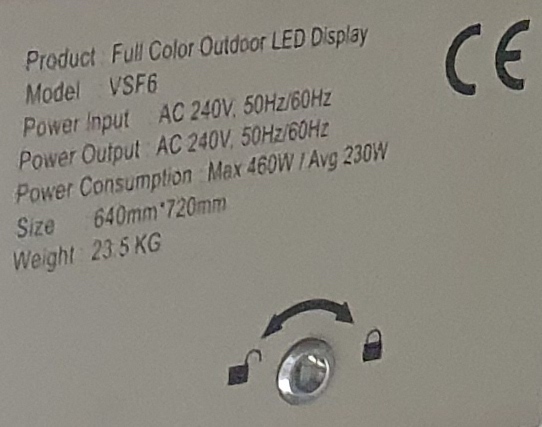 Product : Full Color Outdoor LED Display
Model : VSF6
Power Input : AC 240V, 50Hz/60Hz
Power Output : AC 240V, 50Hz/60Hz
Power Consumption : Max 460W / Avg 230W
Size 640mm*720mm
Weight : 23.5 KG
CE